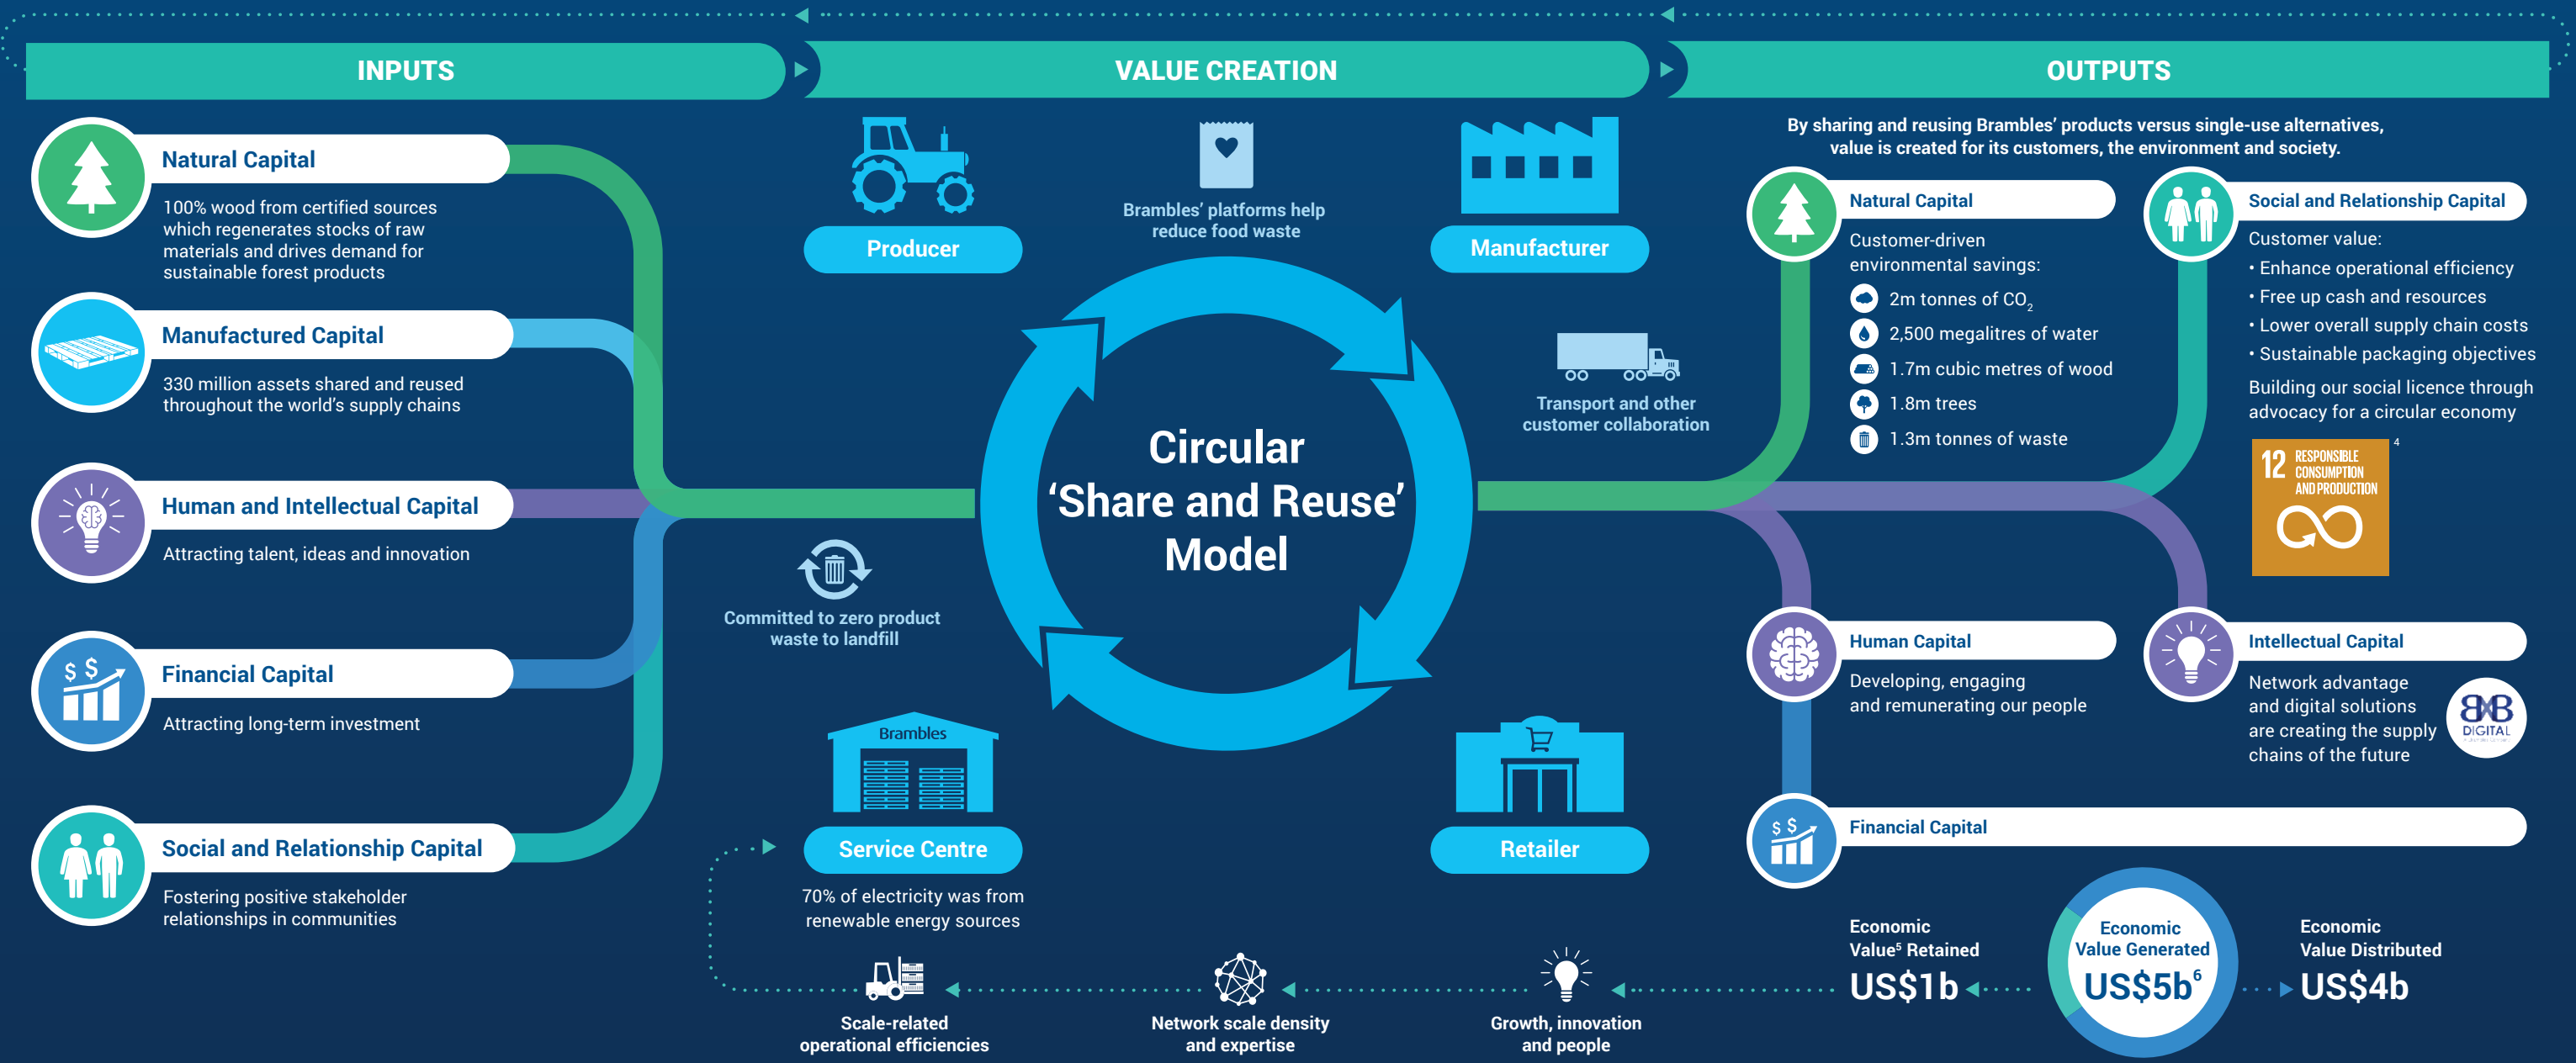 INPUTS
VALUE CREATION
OUTPUTS
Natural Capital
100% wood from certified sources
which regenerates stocks of raw
materials and drives demand for
sustainable forest products
Manufactured Capital
330 million assets shared and reused
throughout the world's supply chains
Human and Intellectual Capital
Attracting talent, ideas and innovation
$ $
Financial Capital
Attracting long-term investment
Social and Relationship Capital
Fostering positive stakeholder
relationships in communities
Producer
Brambles' platforms help
reduce food waste
Manufacturer
Transport and other
customer collaboration
Circular
'Share and Reuse'
Model
Committed to zero product
waste to landfill
Brambles
Service Centre
70% of electricity was from
renewable energy sources
Retailer
Scale-related
operational efficiencies
Network scale density
and expertise
Growth, innovation
and people
By sharing and reusing Brambles' products versus single-use alternatives,
value is created for its customers, the environment and society.
Natural Capital
Customer-driven
environmental savings:
2m tonnes of CO₂
2,500 megalitres of water
1.7m cubic metres of wood
1.8m trees
1.3m tonnes of waste
Social and Relationship Capital
Customer value:
• Enhance operational efficiency
• Free up cash and resources
• Lower overall supply chain costs
• Sustainable packaging objectives
Building our social licence through
advocacy for a circular economy
12 RESPONSIBLE
CONSUMPTION
AND PRODUCTION
4
Human Capital
Developing, engaging
and remunerating our people
Intellectual Capital
Network advantage
and digital solutions
are creating the supply
chains of the future
BXB
DIGITAL
$ $
Financial Capital
Economic
Value⁵ Retained
US$1b
Economic
Value Generated
US$5b⁶
Economic
Value Distributed
US$4b